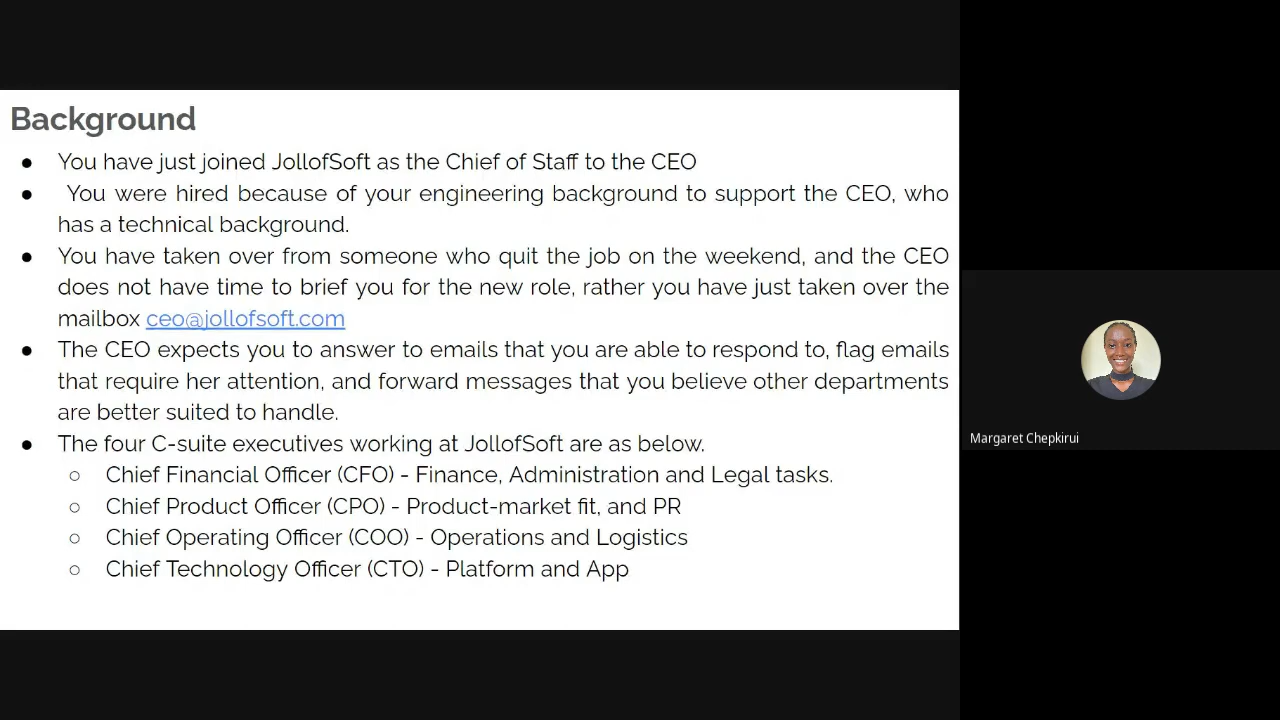 Background
● You have just joined JollofSoft as the Chief of Staff to the CEO
● You were hired because of your engineering background to support the CEO, who
has a technical background.
● You have taken over from someone who quit the job on the weekend, and the CEO
does not have time to brief you for the new role, rather you have just taken over the
mailbox ceo@jollofsoft.com
● The CEO expects you to answer to emails that you are able to respond to, flag emails
that require her attention, and forward messages that you believe other departments
are better suited to handle.
● The four C-suite executives working at JollofSoft are as below.
○ Chief Financial Officer (CFO) - Finance, Administration and Legal tasks.
○ Chief Product Officer (CPO) - Product-market fit, and PR
○ Chief Operating Officer (COO) - Operations and Logistics
○ Chief Technology Officer (CTO) - Platform and App
Margaret Chepkirui